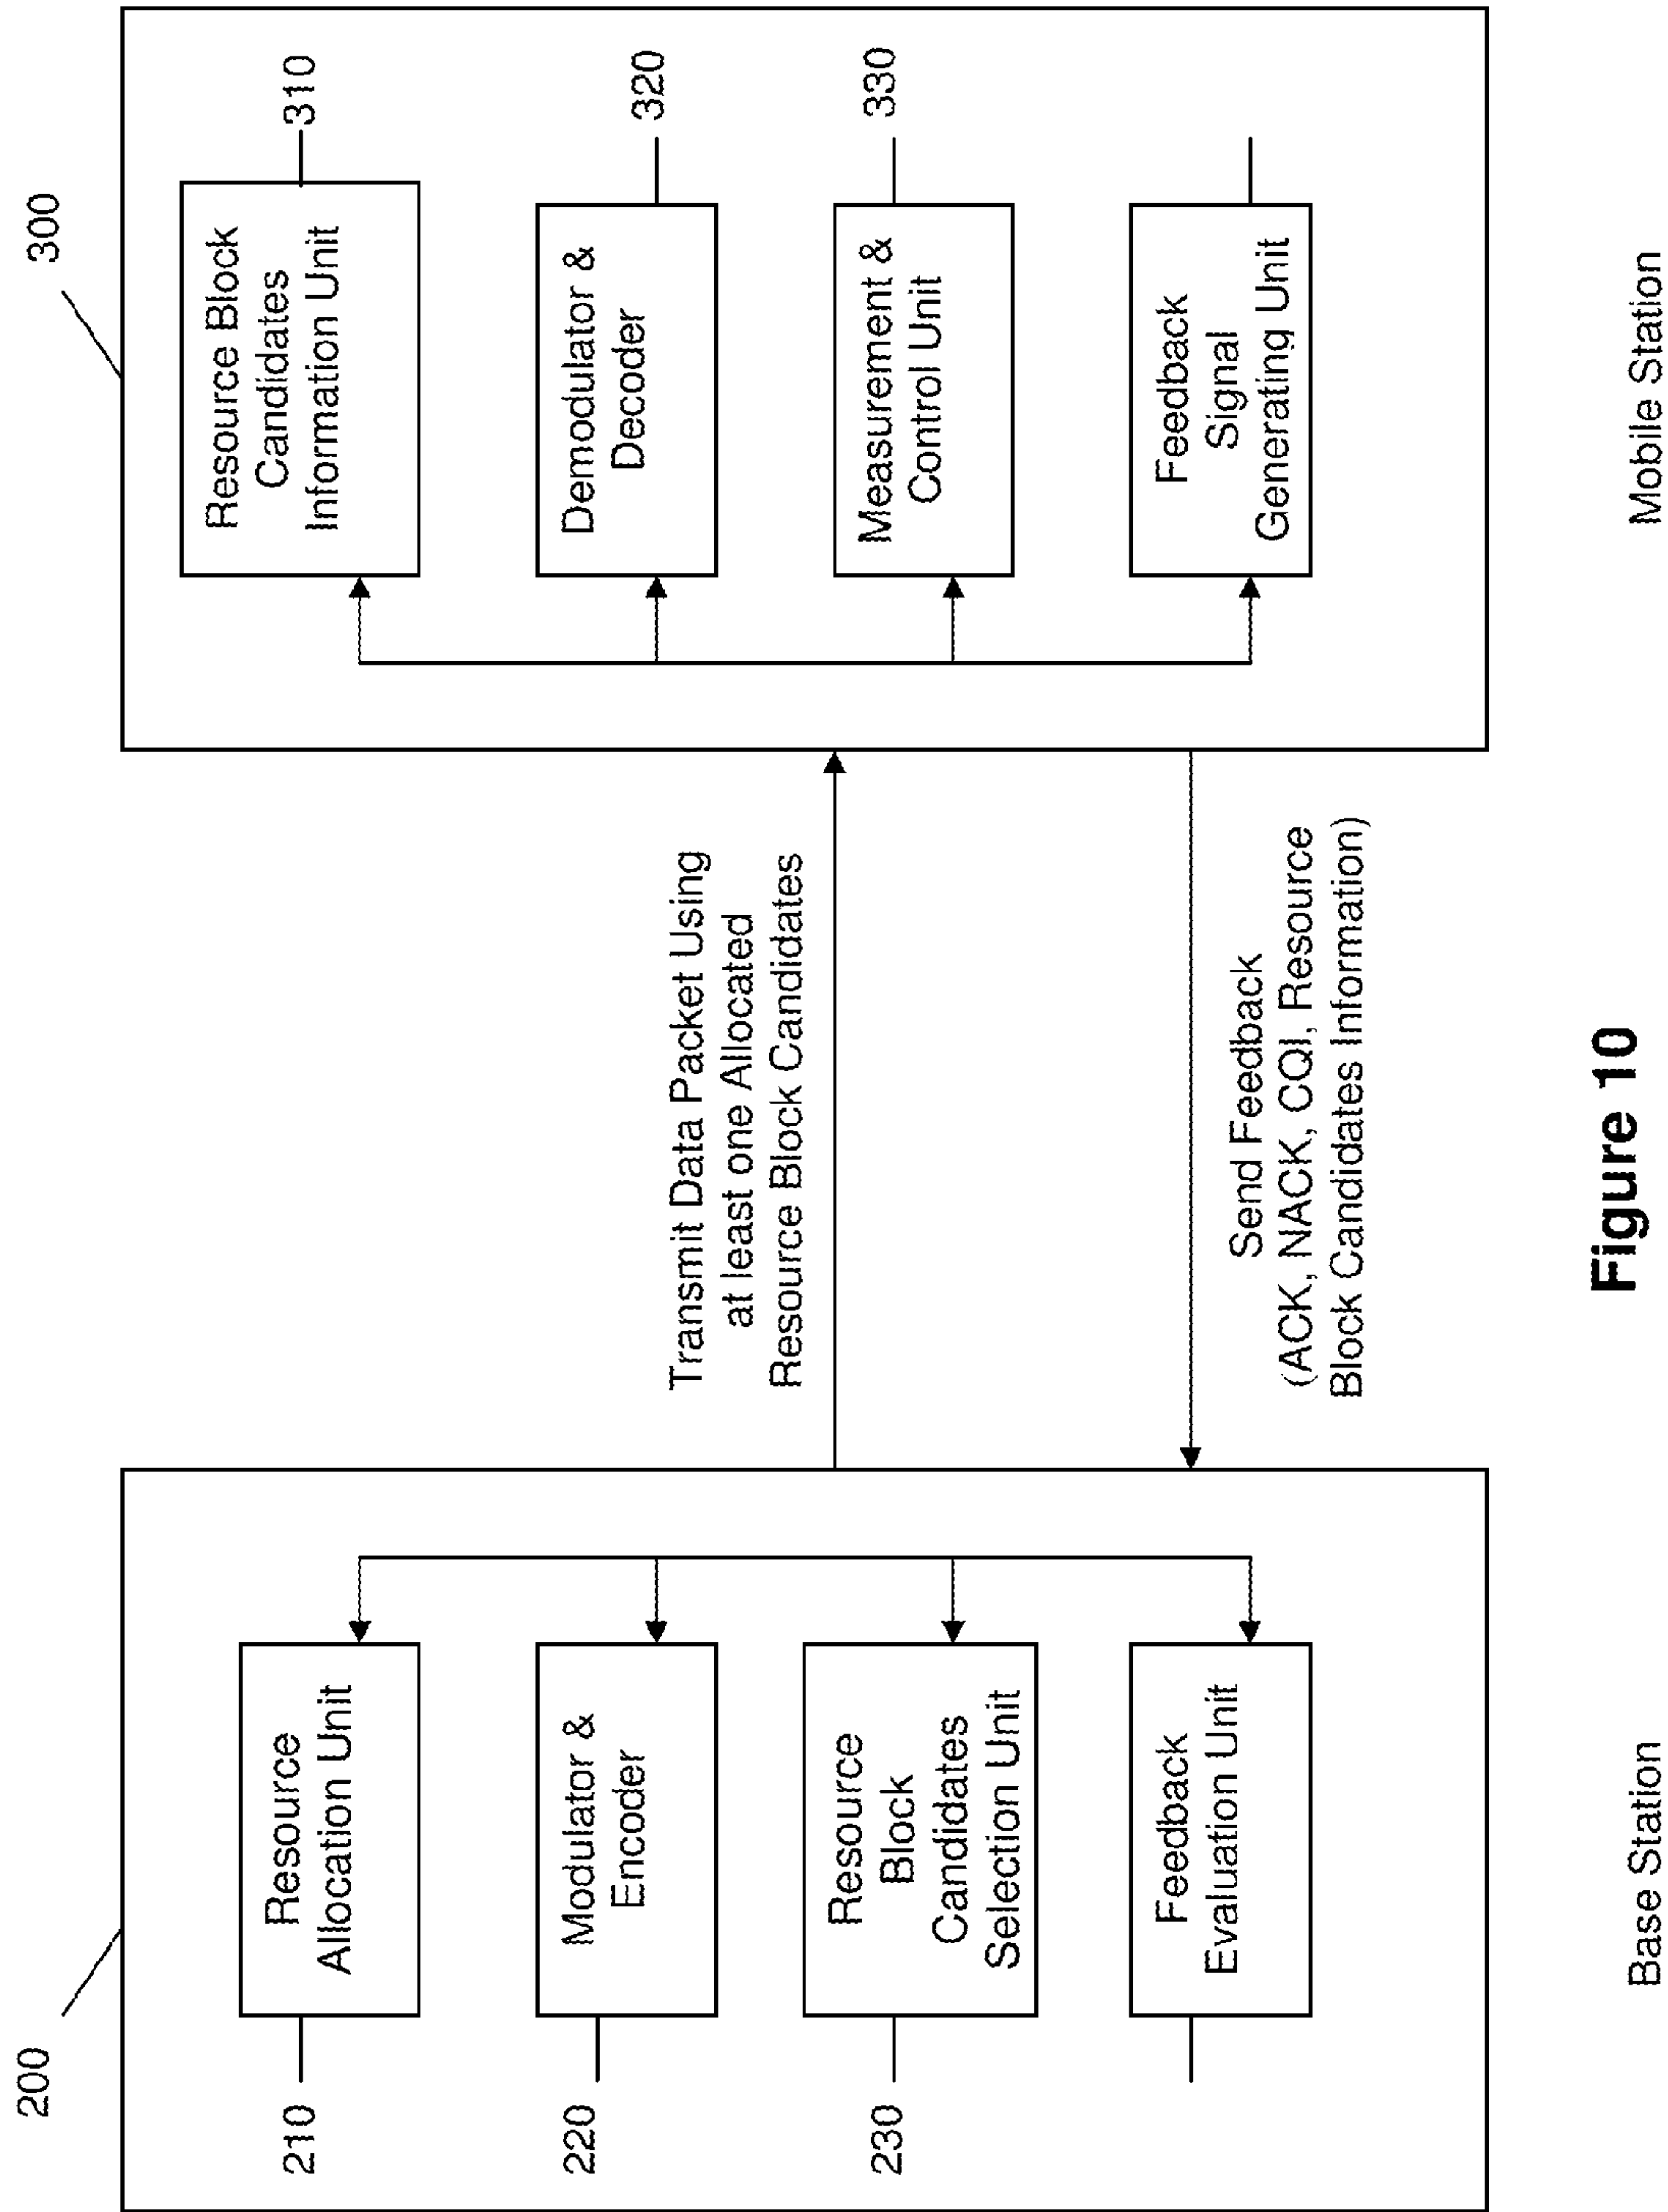 200
210
Resource
Allocation Unit
220
Modulator &
Encoder
230
Resource
Block
Candidates
Selection Unit
Feedback
Evaluation Unit
Base Station
Transmit Data Packet Using
at least one Allocated
Resource Block Candidates
Send Feedback
(ACK, NACK, CQI, Resource
Block Candidates Information)
300
Resource Block
Candidates
Information Unit
310
Demodulator &
Decoder
320
Measurement &
Control Unit
330
Feedback
Signal
Generating Unit
Mobile Station
Figure 10